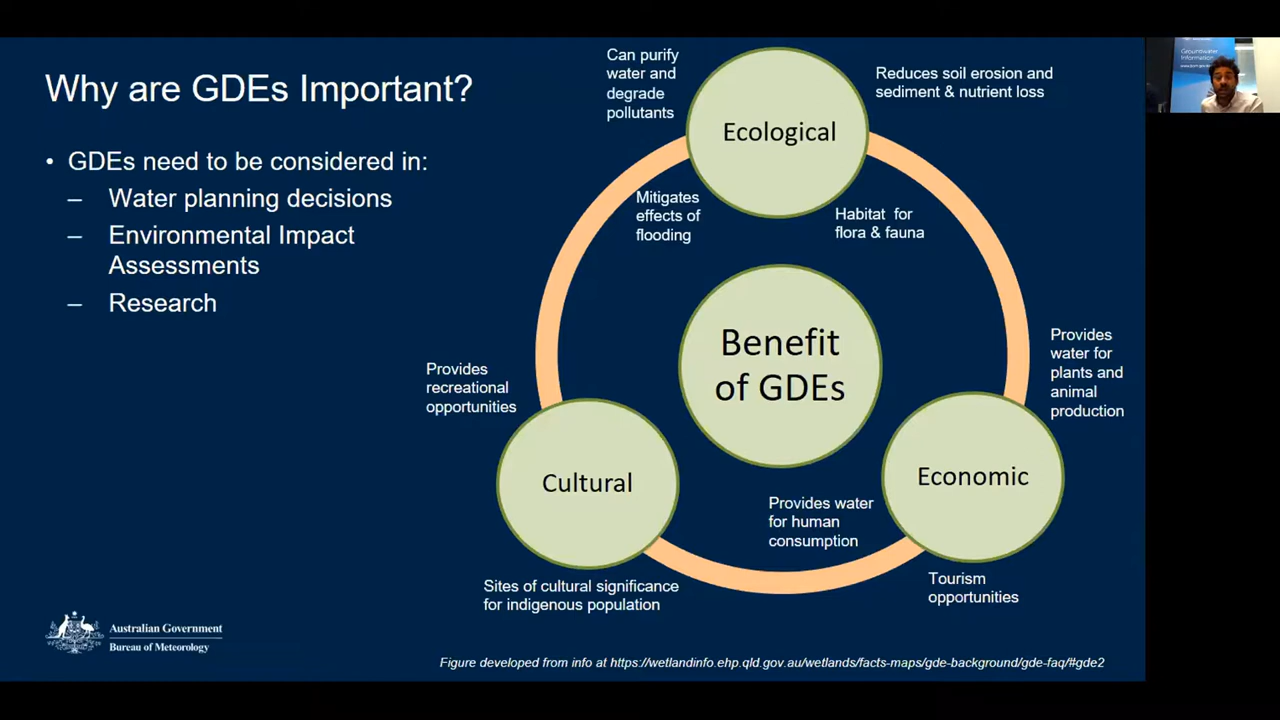 Why are GDEs Important?
• GDEs need to be considered in:
– Water planning decisions
– Environmental Impact
Assessments
– Research
Can purify
water and
degrade
pollutants
Ecological
Reduces soil erosion and
sediment & nutrient loss
Mitigates
effects of
flooding
Habitat for
flora & fauna
Benefit
of GDEs
Provides
recreational
opportunities
Cultural
Sites of cultural significance
for indigenous population
Provides
water for
plants and
animal
production
Economic
Provides water
for human
consumption
Tourism
opportunities
Australian Government
Bureau of Meteorology
Figure developed from info at https://wetlandinfo.ehp.qld.gov.au/wetlands/facts-maps/gde-background/gde-faq/#gde2
Groundwater
Information